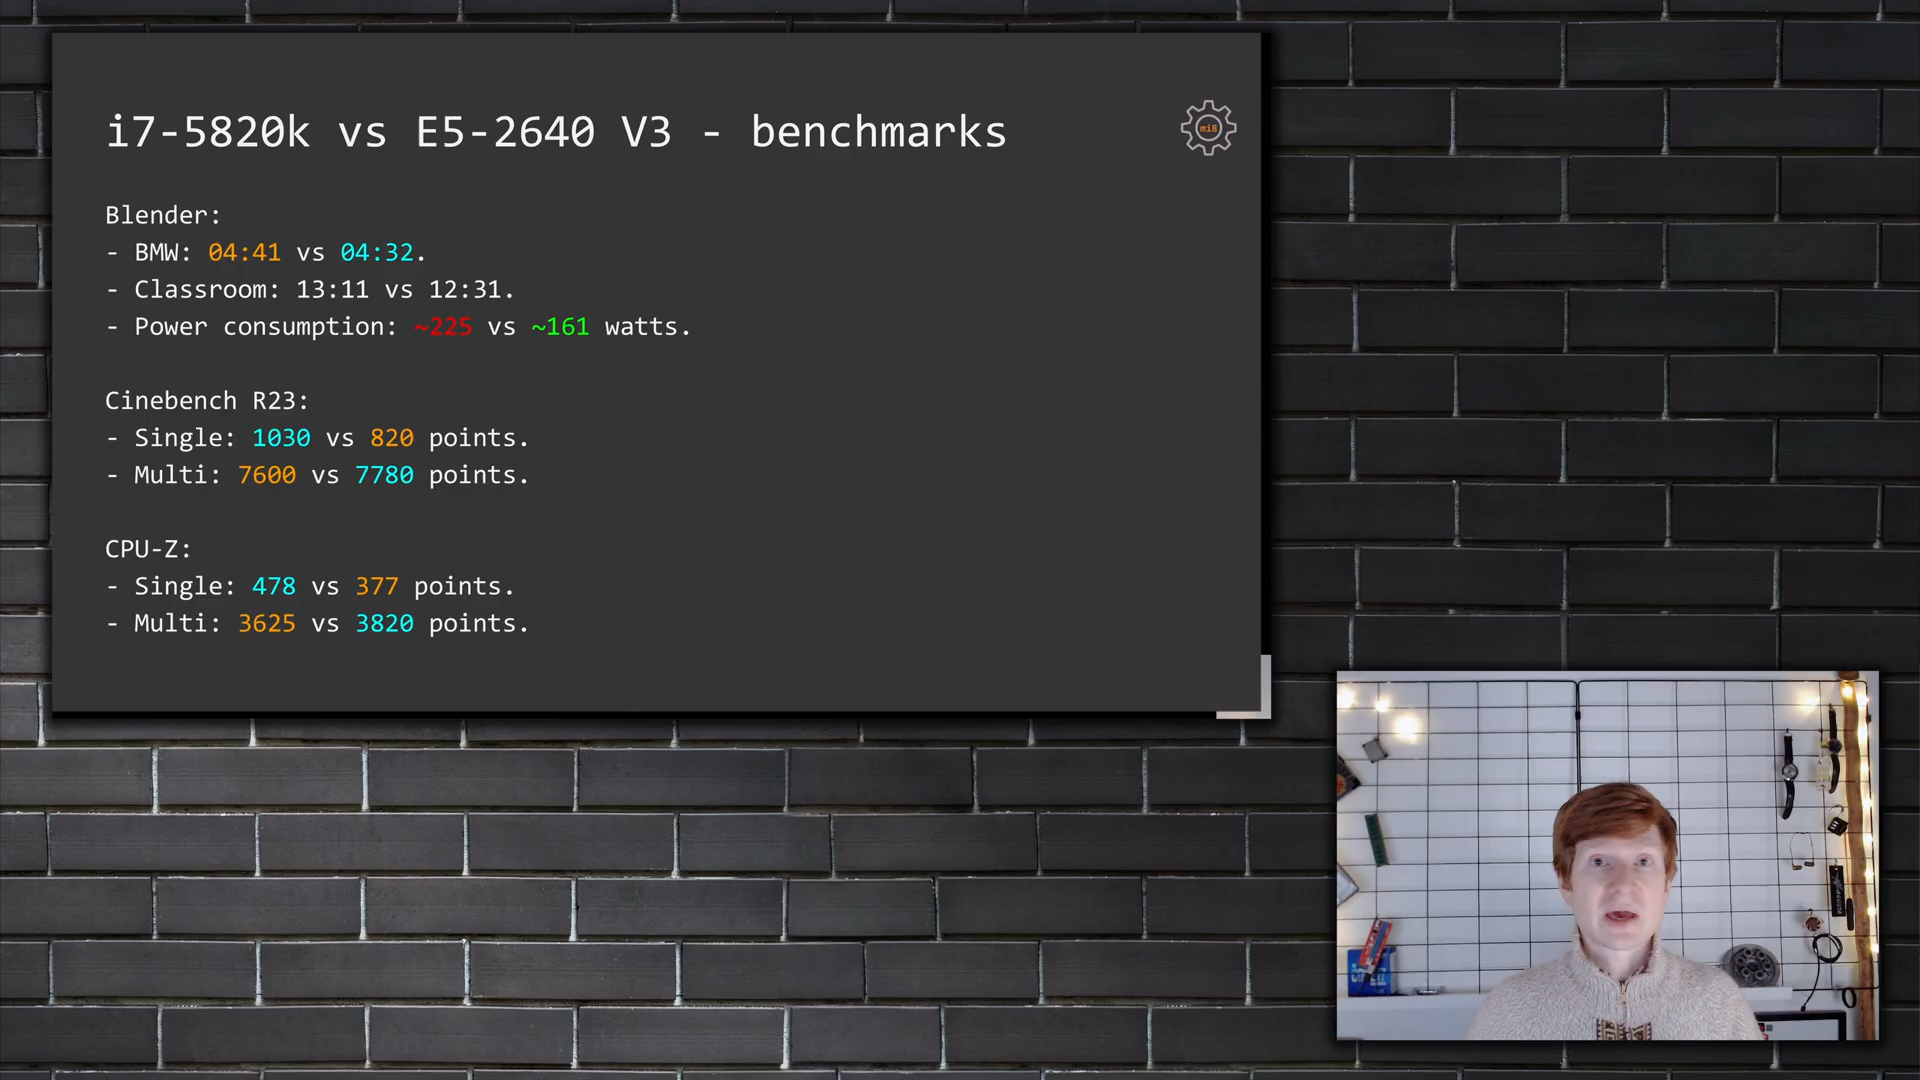 i7-5820k vs E5-2640 V3 - benchmarks
mi8
Blender:
- BMW: 04:41 vs 04:32.
- Classroom: 13:11 vs 12:31.
- Power consumption: ~225 vs ~161 watts.
Cinebench R23:
- Single: 1030 vs 820 points.
- Multi: 7600 vs 7780 points.
CPU-Z:
- Single: 478 vs 377 points.
- Multi: 3625 vs 3820 points.